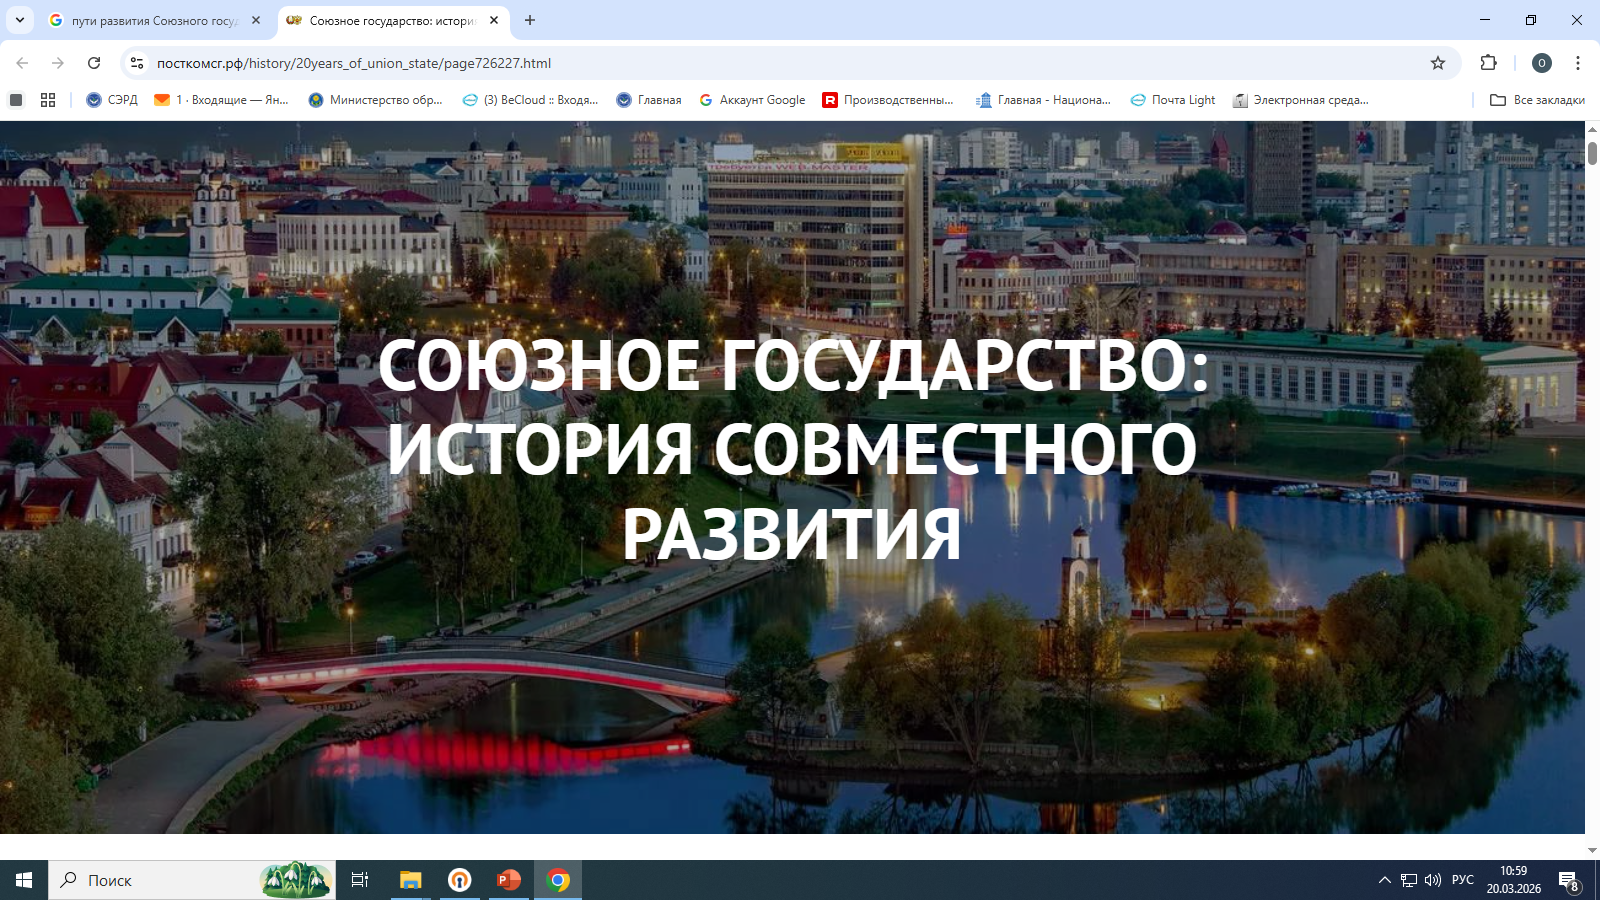 пути развития Союзного госу
Союзное государство: истори
посткомсг.рф/history/20years_of_union_state/page726227.html
О
СЭРД
1 · Входящие — Ян...
Министерство обр...
(3) BeCloud :: Входя...
Главная
Аккаунт Google
Производственны...
Главная - Национа...
Почта Light
Электронная среда...
Все закладки
СОЮЗНОЕ ГОСУДАРСТВО:
ИСТОРИЯ СОВМЕСТНОГО
РАЗВИТИЯ
Поиск
РУС
10:59
20.03.2026
8